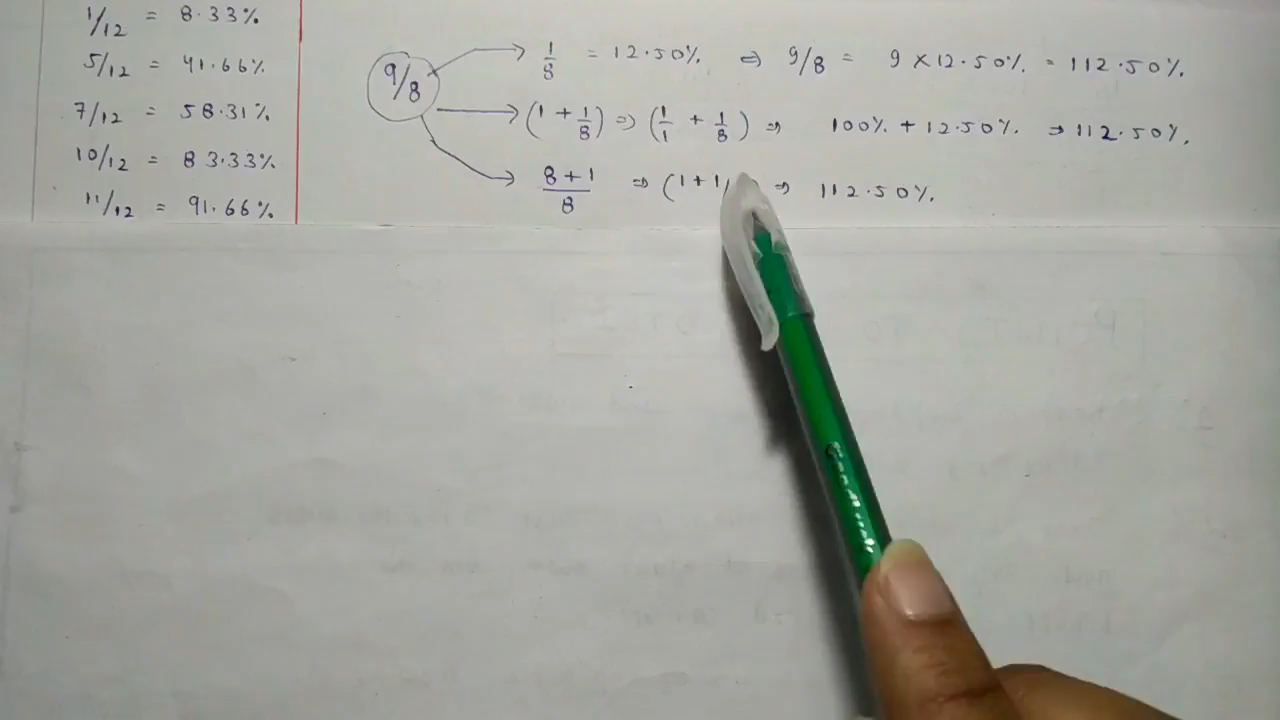 1/12 = 8.33%
5/12 = 41.66%
7/12 = 58.31%
10/12 = 83.33%
11/12 = 91.66%
9/8
1/8 = 12.50% ⇒ 9/8 = 9 × 12.50% = 112.50%
(1 + 1/8) ⇒ (1/1 + 1/8) ⇒ 100% + 12.50% ⇒ 112.50%
8+1/8 ⇒ (1 + 1/ ⇒ 112.50%